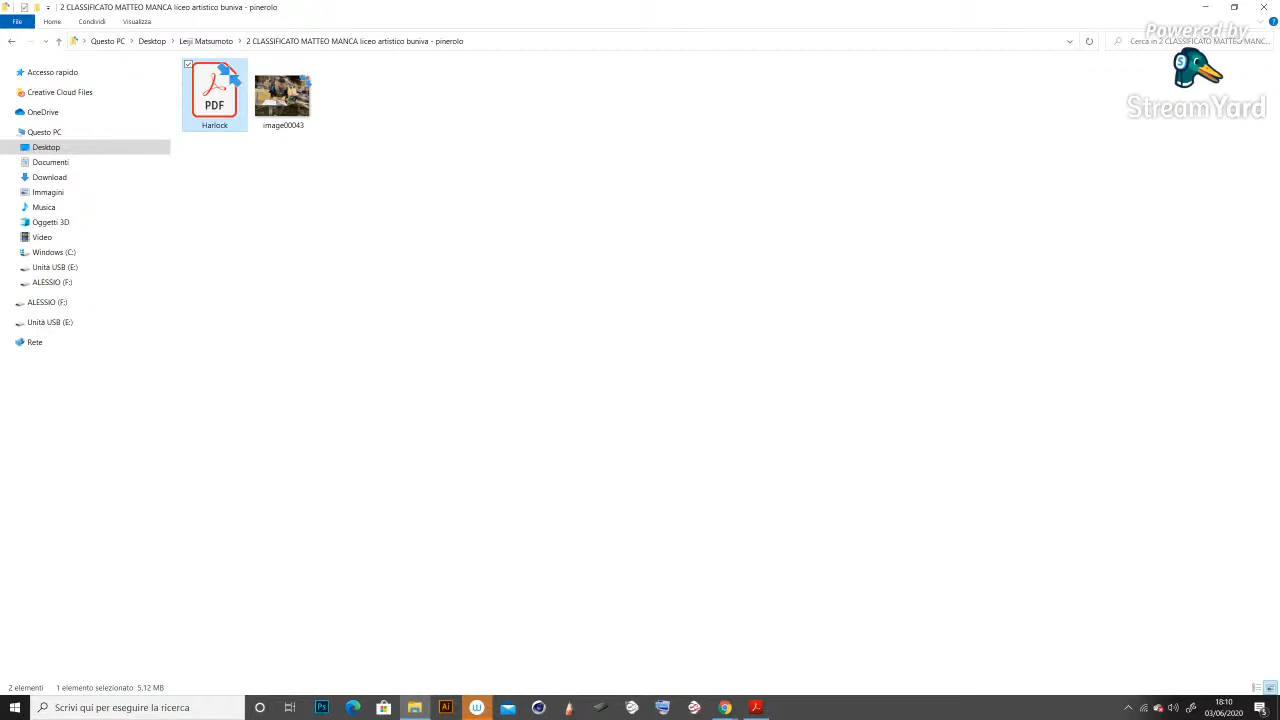 2 CLASSIFICATO MATTEO MANCA liceo artistico buniva - pinerolo
File Home Condividi Visualizza
Powered by
Questo PC Desktop Leiji Matsumoto 2 CLASSIFICATO MATTEO MANCA liceo artistico buniva - pinerolo Cerca in 2 CLASSIFICATO MATTEO MANC...
StreamYard
Accesso rapido
Creative Cloud Files
OneDrive
Questo PC
Desktop
Documenti
Download
Immagini
Musica
Oggetti 3D
Video
Windows (C:)
Unità USB (E:)
ALESSIO (F:)
ALESSIO (F:)
Unità USB (E:)
Rete
PDF
Harlock image00043
2 elementi 1 elemento selezionato 5,12 MB
Scrivi qui per eseguire la ricerca
Ps
Ai
18:10
03/06/2020
5